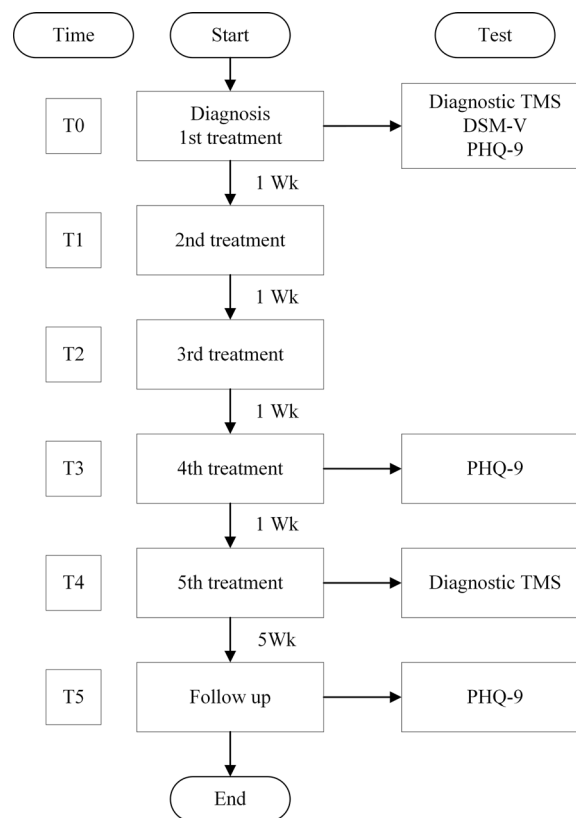 Time
Start
Test
T0
Diagnosis
1st treatment
Diagnostic TMS
DSM-V
PHQ-9
1 Wk
T1
2nd treatment
1 Wk
T2
3rd treatment
1 Wk
T3
4th treatment
PHQ-9
1 Wk
T4
5th treatment
Diagnostic TMS
5Wk
T5
Follow up
PHQ-9
End